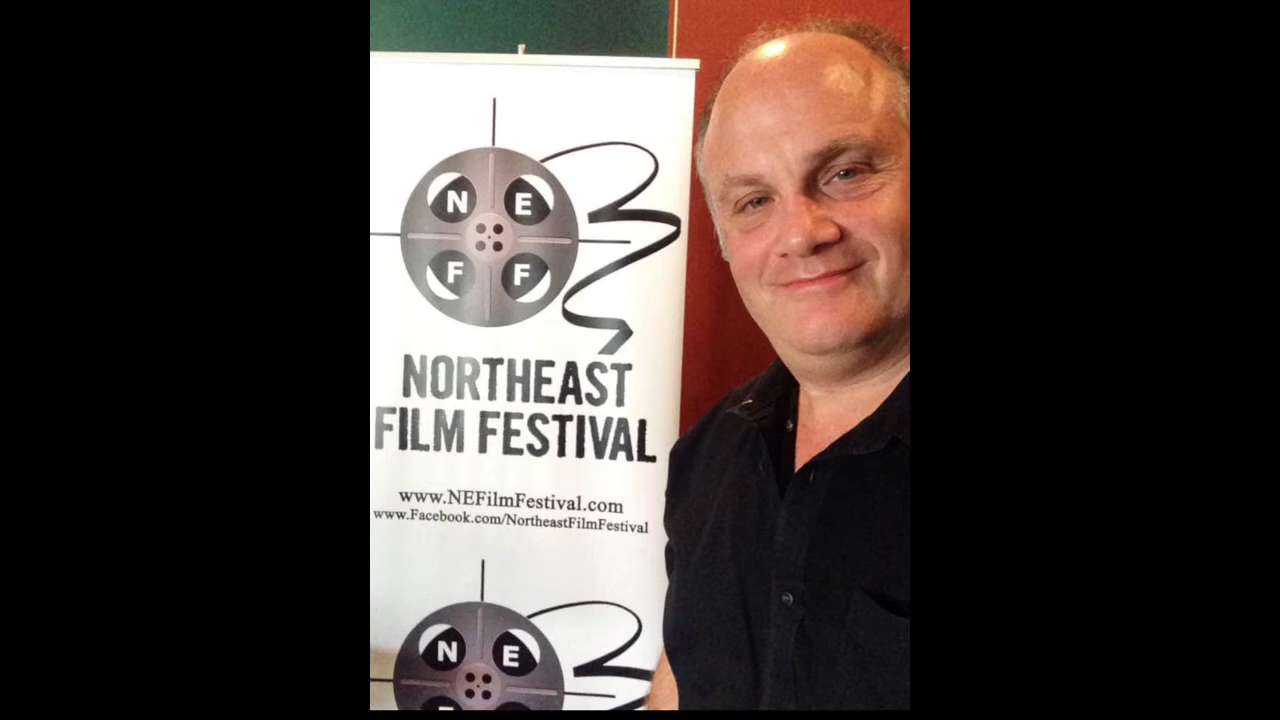 N E
F F
NORTHEAST
FILM FESTIVAL
www.NEFilmFestival.com
www.Facebook.com/NortheastFilmFestival
N E